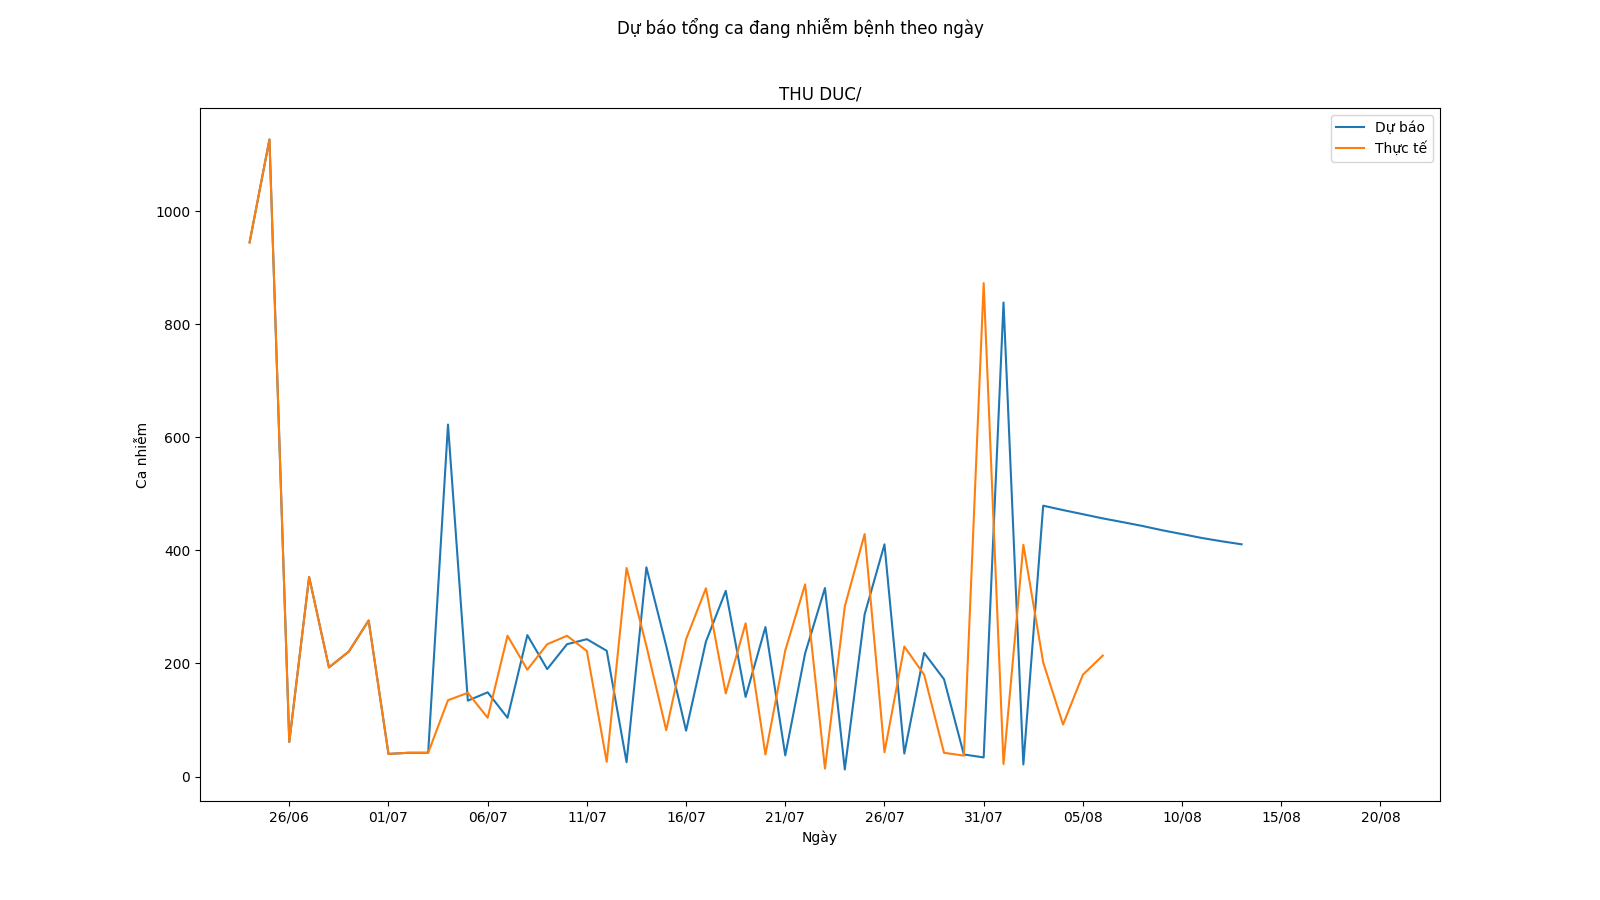 Dự báo tổng ca đang nhiễm bệnh theo ngày
THU DUC/
Dự báo
Thực tế
1000
800
600
400
200
0
Ca nhiễm
26/06 01/07 06/07 11/07 16/07 21/07 26/07 31/07 05/08 10/08 15/08 20/08
Ngày